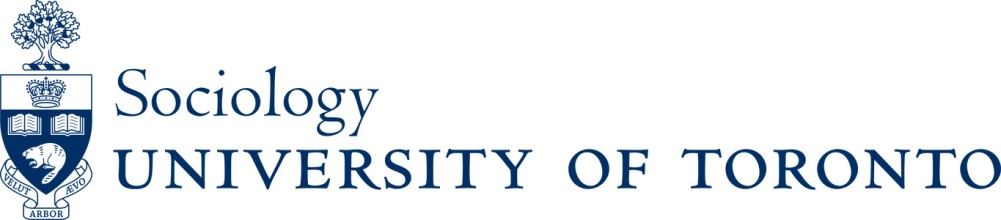 Sociology
UNIVERSITY OF TORONTO
VELUT
ARBOR
ÆVO